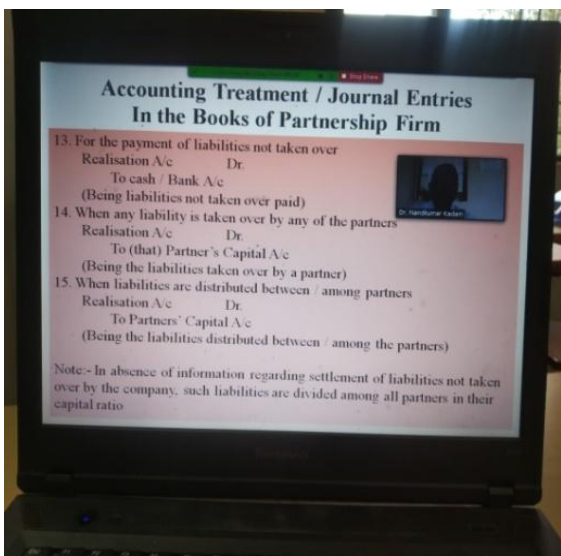 Stop Share
Accounting Treatment / Journal Entries
In the Books of Partnership Firm
13. For the payment of liabilities not taken over
Realisation A/c Dr.
To cash / Bank A/c
(Being liabilities not taken over paid)
Dr. Nandkumar Kadam
14. When any liability is taken over by any of the partners
Realisation A/c Dr.
To (that) Partner's Capital A/c
(Being the liabilities taken over by a partner)
15. When liabilities are distributed between / among partners
Realisation A/c Dr.
To Partners' Capital A/c
(Being the liabilities distributed between / among the partners)
Note:- In absence of information regarding settlement of liabilities not taken
over by the company, such liabilities are divided among all partners in their
capital ratio